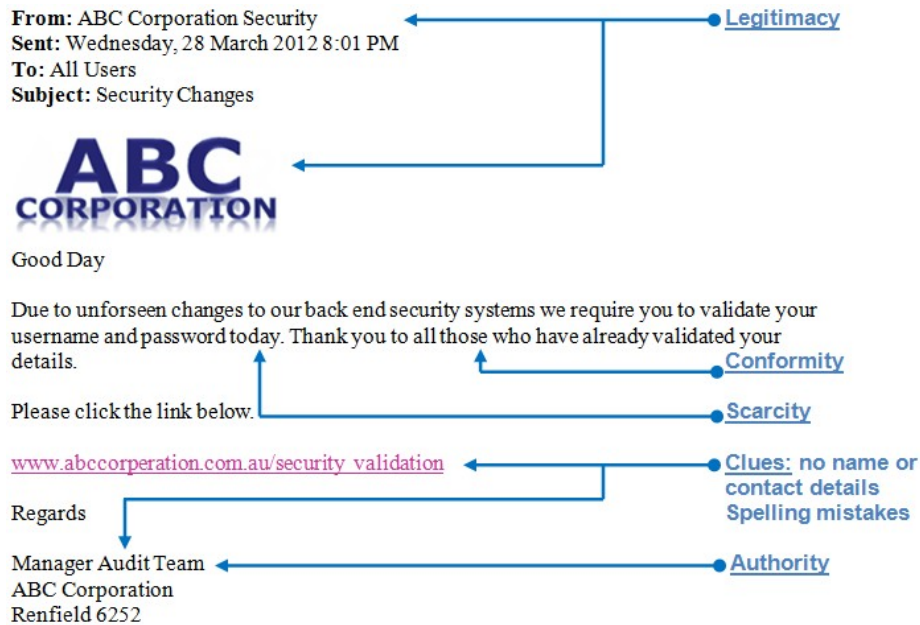 From: ABC Corporation Security
Legitimacy
Sent: Wednesday, 28 March 2012 8:01 PM
To: All Users
Subject: Security Changes
ABC
CORPORATION
Good Day
Due to unforseen changes to our back end security systems we require you to validate your
username and password today. Thank you to all those who have already validated your
details.
Conformity
Please click the link below.
Scarcity
www.abccorperation.com.au/security_validation
Clues: no name or
contact details
Spelling mistakes
Regards
Manager Audit Team
Authority
ABC Corporation
Renfield 6252